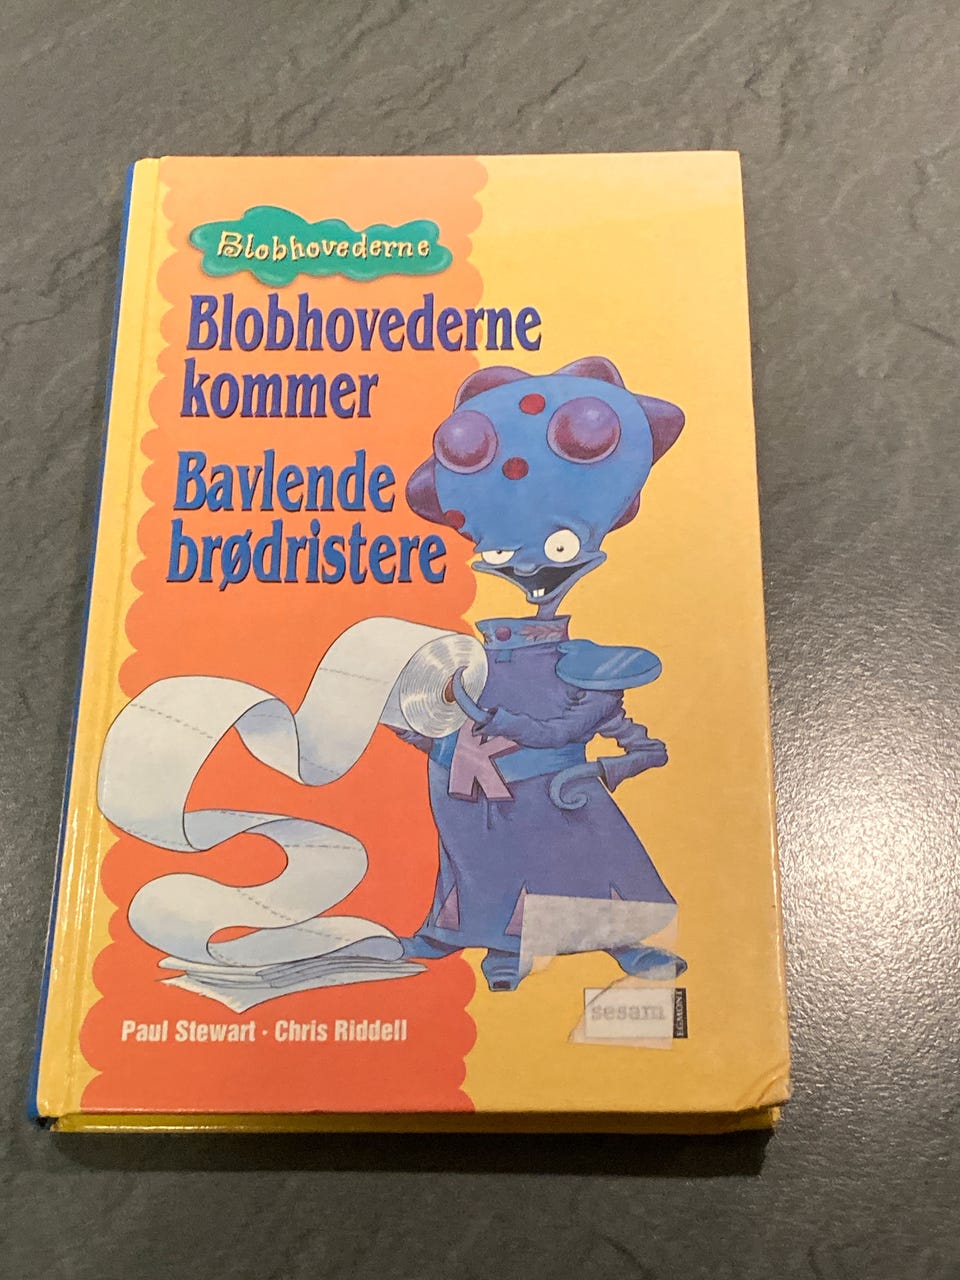 Blobhovederne
Blobhovederne
kommer
Bavlende
brødristere
K
Paul Stewart · Chris Riddell
sesam
EGMONT